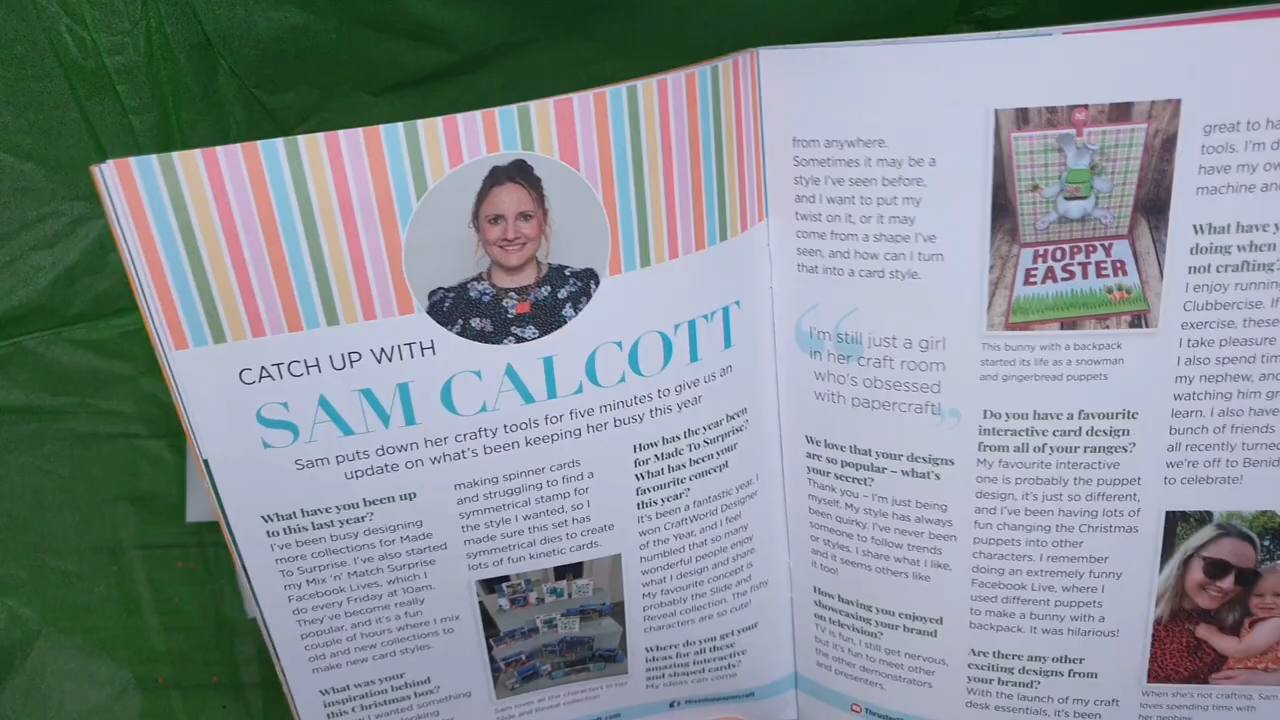 CATCH UP WITH
SAM CALCOTT
Sam puts down her crafty tools for five minutes to give us an
update on what's been keeping her busy this year
What have you been up
to this last year?
I've been busy designing
more collections for Made
To Surprise. I've also started
my Mix 'n' Match Surprise
Facebook Lives, which I
do every Friday at 10am.
They've become really
popular, and it's a fun
couple of hours where I mix
old and new collections to
make new card styles.
What was your
inspiration behind
this Christmas box?
I wanted something
making spinner cards
and struggling to find a
symmetrical stamp for
the style I wanted, so I
made sure this set has
symmetrical dies to create
lots of fun kinetic cards.
Sam loves all the characters in her
Slide and Reveal collection
How has the year been
for Made To Surprise?
What has been your
favourite concept
this year?
It's been a fantastic year. I
won CraftWorld Designer
of the Year, and I feel
humbled that so many
wonderful people enjoy
what I design and share.
My favourite concept is
probably the Slide and
Reveal collection. The fishy
characters are so cute!
Where do you get your
ideas for all these
amazing interactive
and shaped cards?
My ideas can come
from anywhere.
Sometimes it may be a
style I've seen before,
and I want to put my
twist on it, or it may
come from a shape I've
seen, and how can I turn
that into a card style.
I'm still just a girl
in her craft room
who's obsessed
with papercraft!
We love that your designs
are so popular – what's
your secret?
Thank you – I'm just being
myself. My style has always
been quirky. I've never been
someone to follow trends
or styles. I share what I like,
and it seems others like
it too!
How have you enjoyed
showcasing your brand
on television?
TV is fun, I still get nervous,
but it's fun to meet other
the other demonstrators
and presenters.
HOPPY
EASTER
This bunny with a backpack
started its life as a snowman
and gingerbread puppets
Do you have a favourite
interactive card design
from all of your ranges?
My favourite interactive
one is probably the puppet
design, it's just so different,
and I've been having lots of
fun changing the Christmas
puppets into other
characters. I remember
doing an extremely funny
Facebook Live, where I
used different puppets
to make a bunny with a
backpack. It was hilarious!
Are there any other
exciting designs from
your brand?
With the launch of my craft
desk essentials, it's been
great to ha
tools. I'm d
have my ow
machine an
What have y
doing when
not crafting?
I enjoy runnin
Clubbercise. I
exercise, these
I take pleasure
I also spend tim
my nephew, and
watching him gr
learn. I also have
bunch of friends
all recently turne
we're off to Benid
to celebrate!
When she's not crafting, Sam
loves spending time with